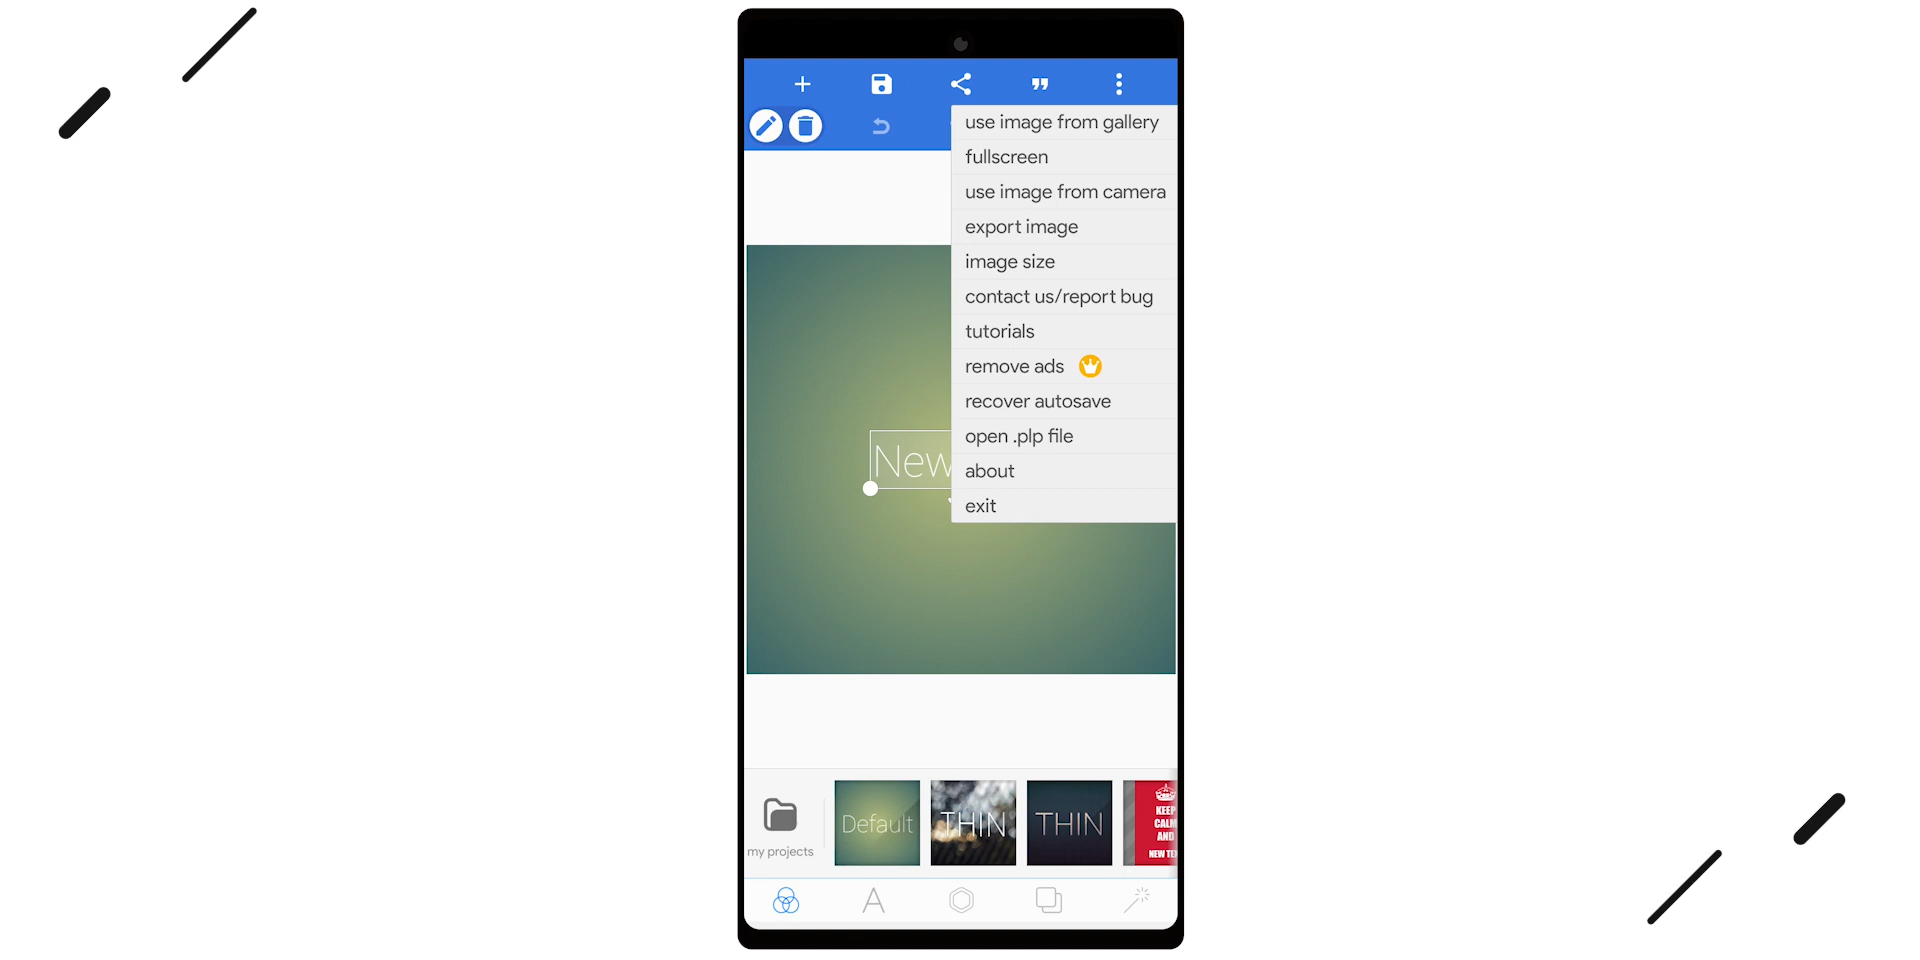 use image from gallery
fullscreen
use image from camera
export image
image size
contact us/report bug
tutorials
remove ads
recover autosave
open .plp file
about
exit
New
my projects
Default
THIN
THIN
KEEP
CALM
AND
NEW